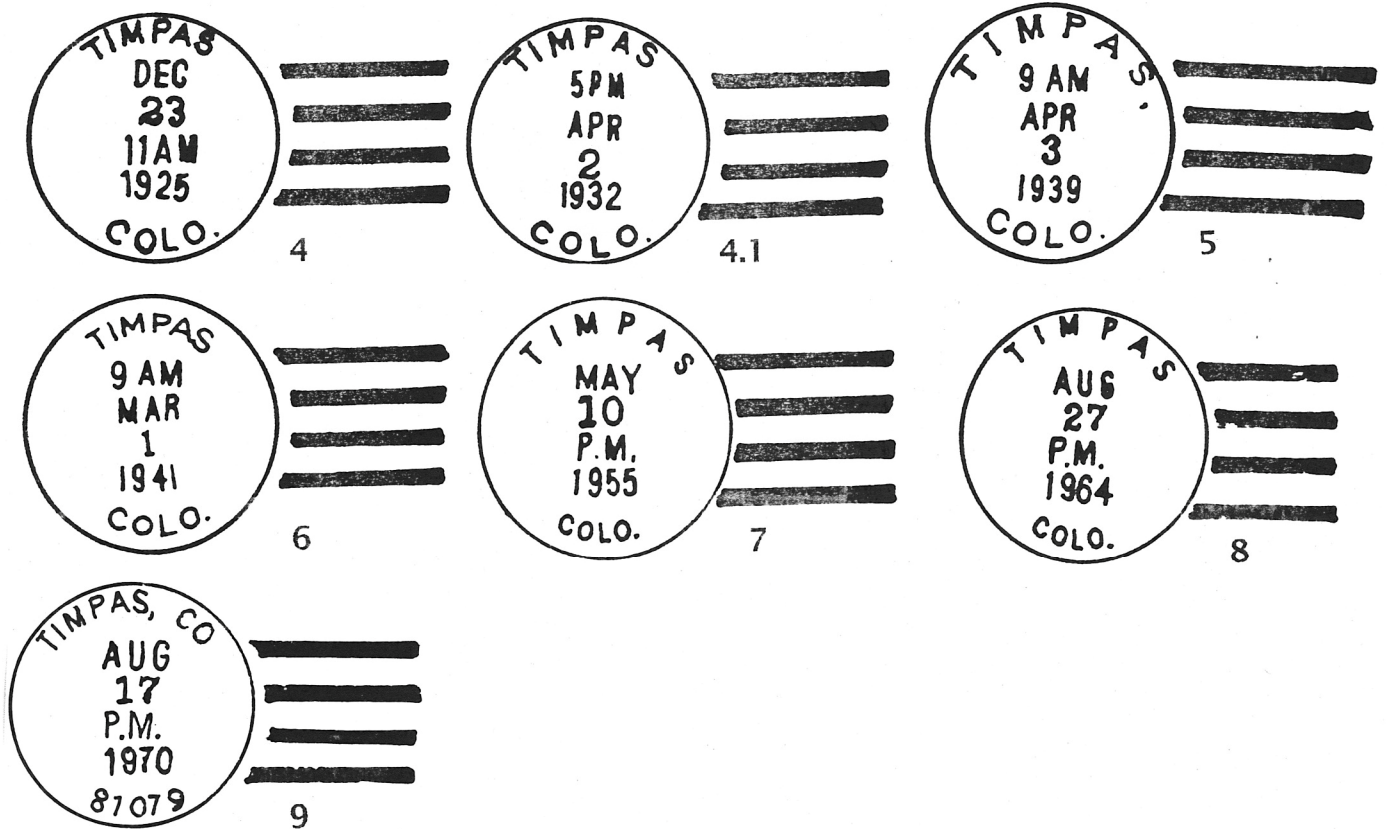 TIMPAS
DEC
23
11AM
1925
COLO.
4
TIMPAS
5PM
APR
2
1932
COLO.
4.1
TIMPAS.
9 AM
APR
3
1939
COLO.
5
TIMPAS
9 AM
MAR
1
1941
COLO.
6
TIMPAS
MAY
10
P.M.
1955
COLO.
7
TIMPAS
AUG
27
P.M.
1964
COLO.
8
TIMPAS, CO
AUG
17
P.M.
1970
81079
9